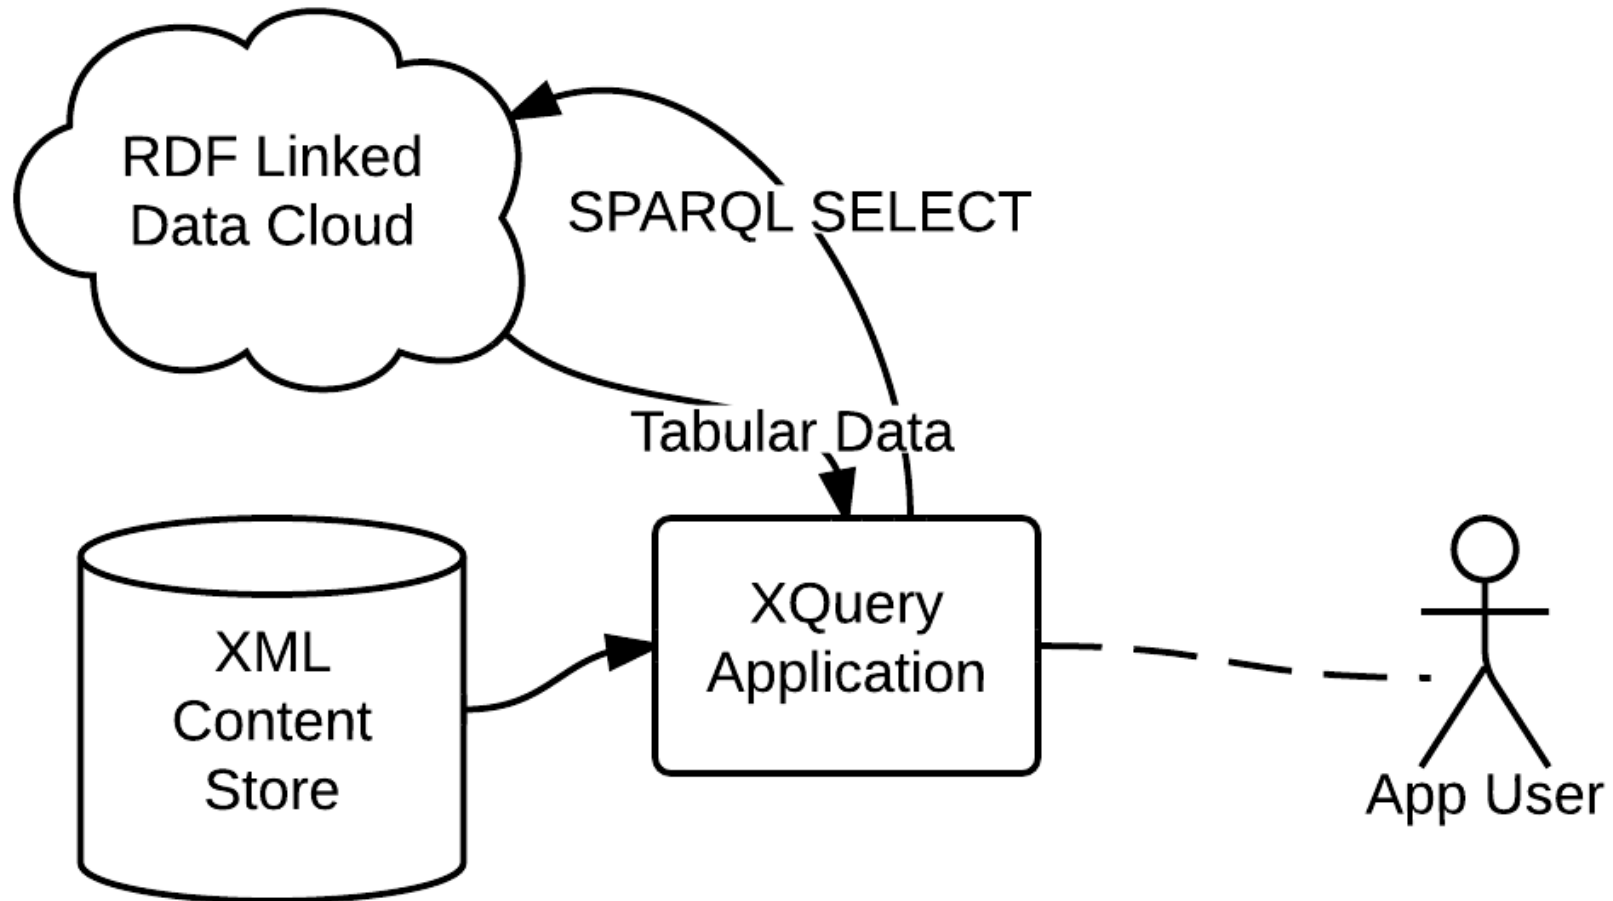 RDF Linked
Data Cloud
SPARQL SELECT
Tabular Data
XML
Content
Store
XQuery
Application
App User